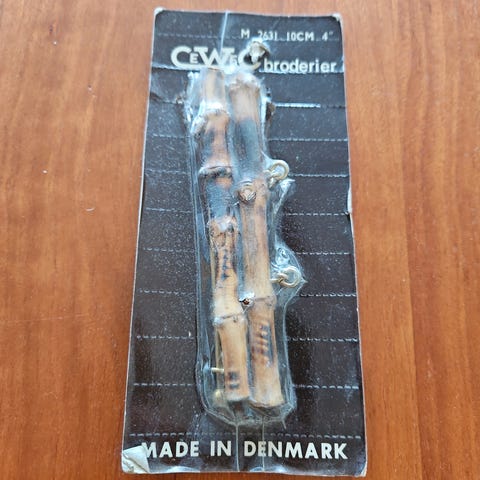 M 2631 10CM 4"
CEWEC broderier
MADE IN DENMARK